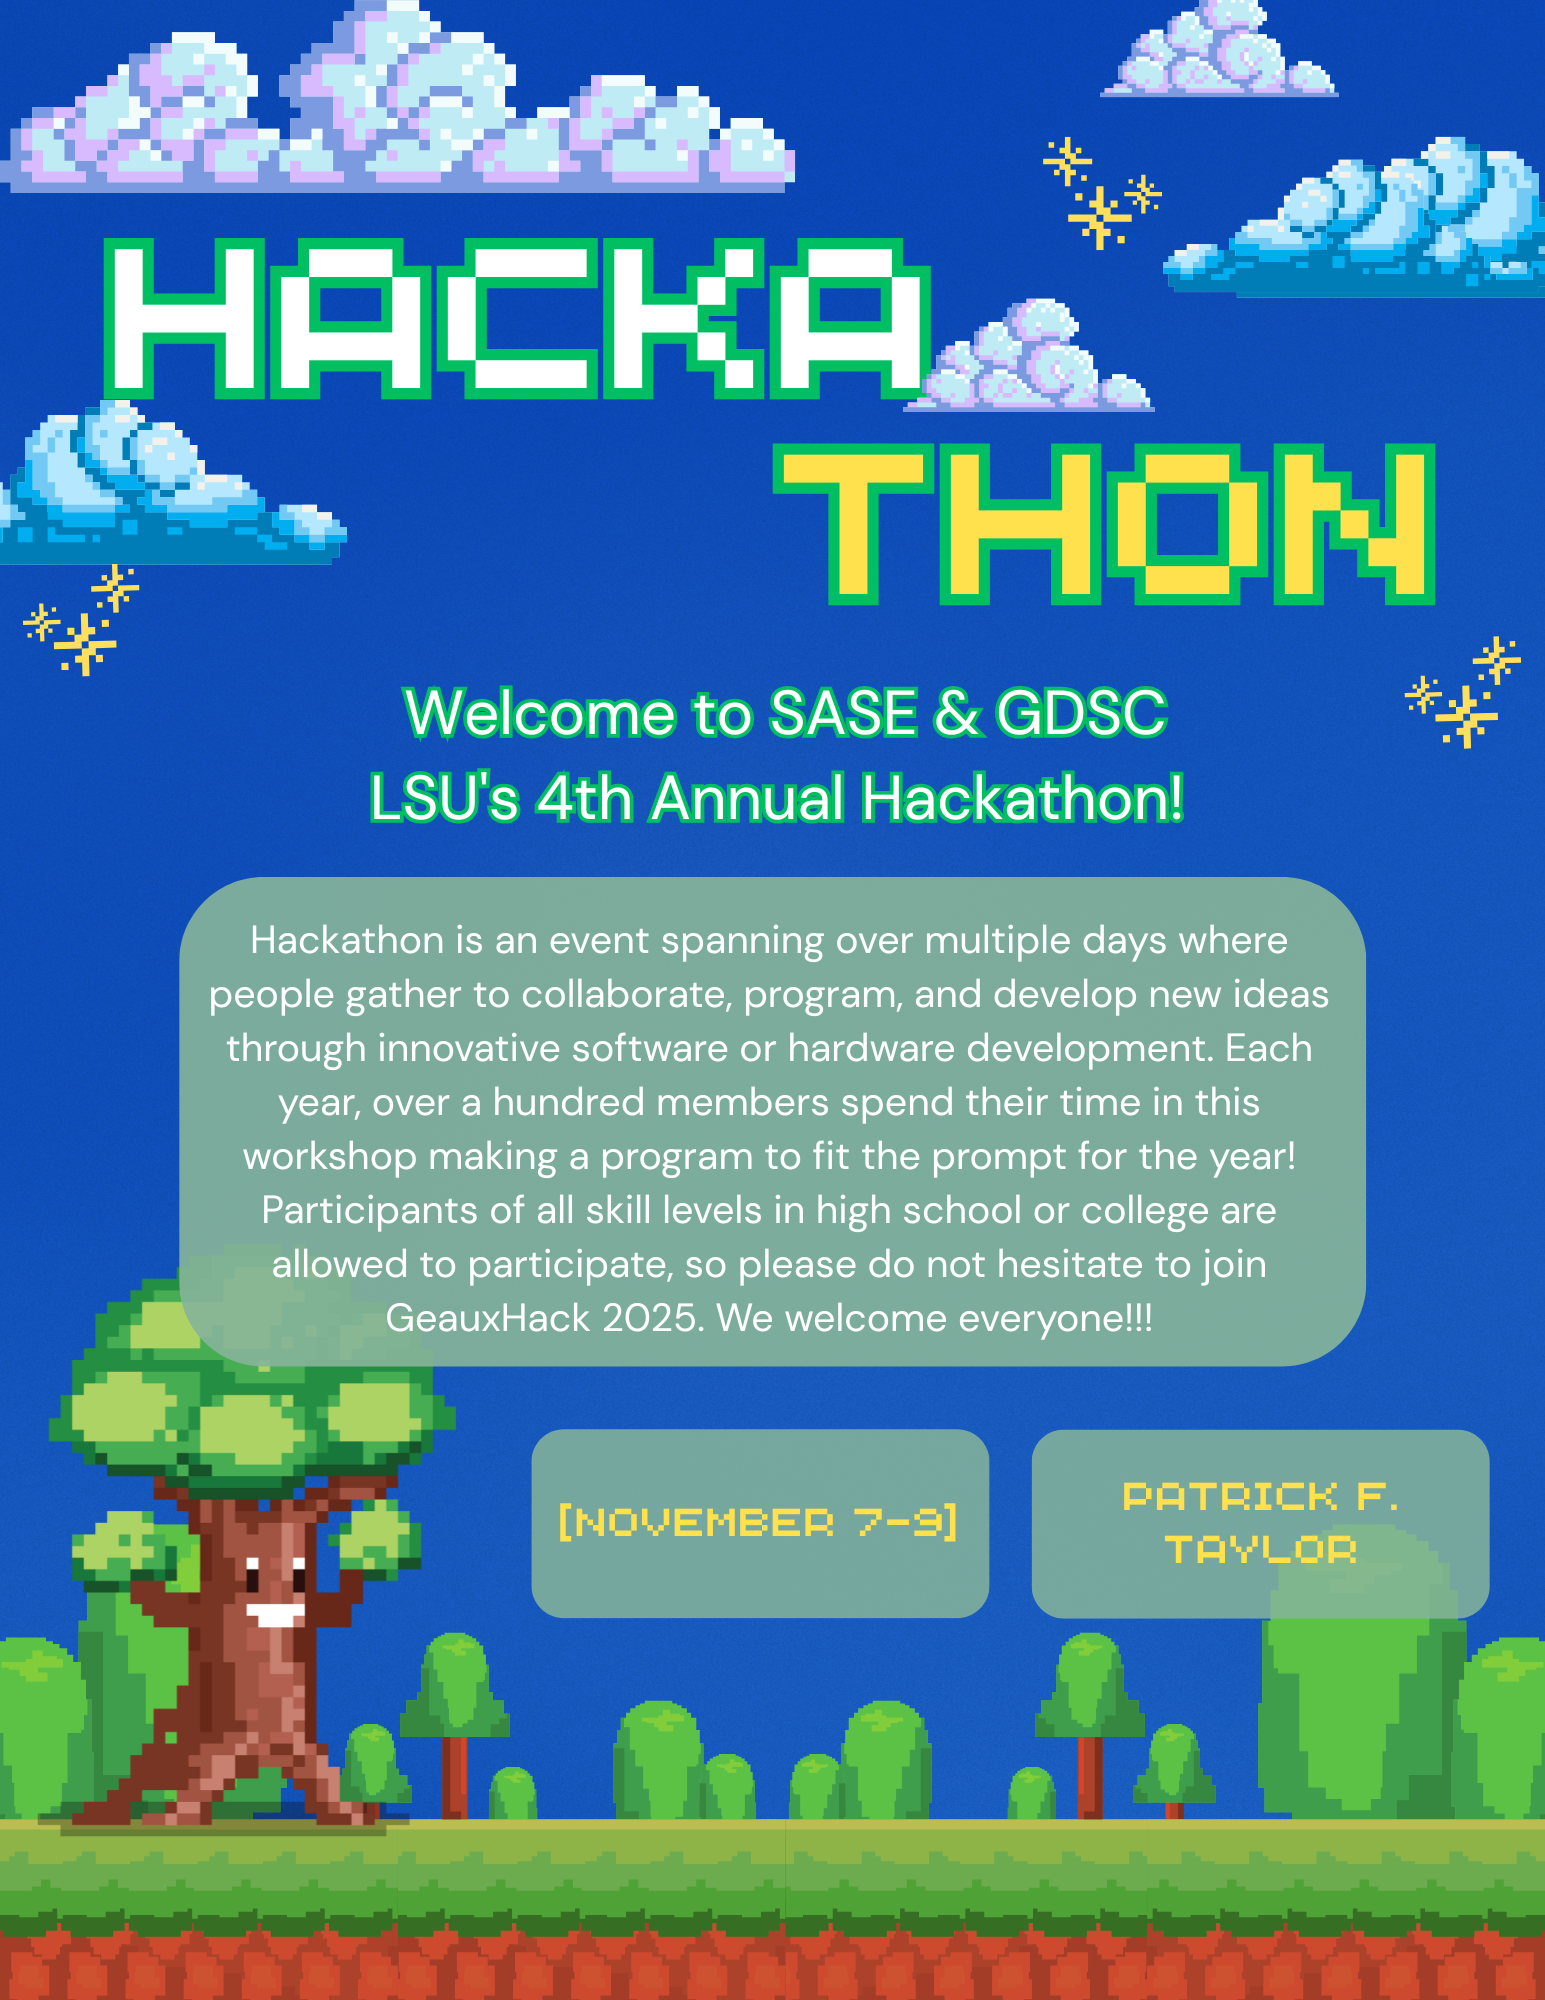 HACKA
THON
Welcome to SASE & GDSC
LSU's 4th Annual Hackathon!
Hackathon is an event spanning over multiple days where
people gather to collaborate, program, and develop new ideas
through innovative software or hardware development. Each
year, over a hundred members spend their time in this
workshop making a program to fit the prompt for the year!
Participants of all skill levels in high school or college are
allowed to participate, so please do not hesitate to join
GeauxHack 2025. We welcome everyone!!!
[NOVEMBER 7-9]
PATRICK F.
TAYLOR